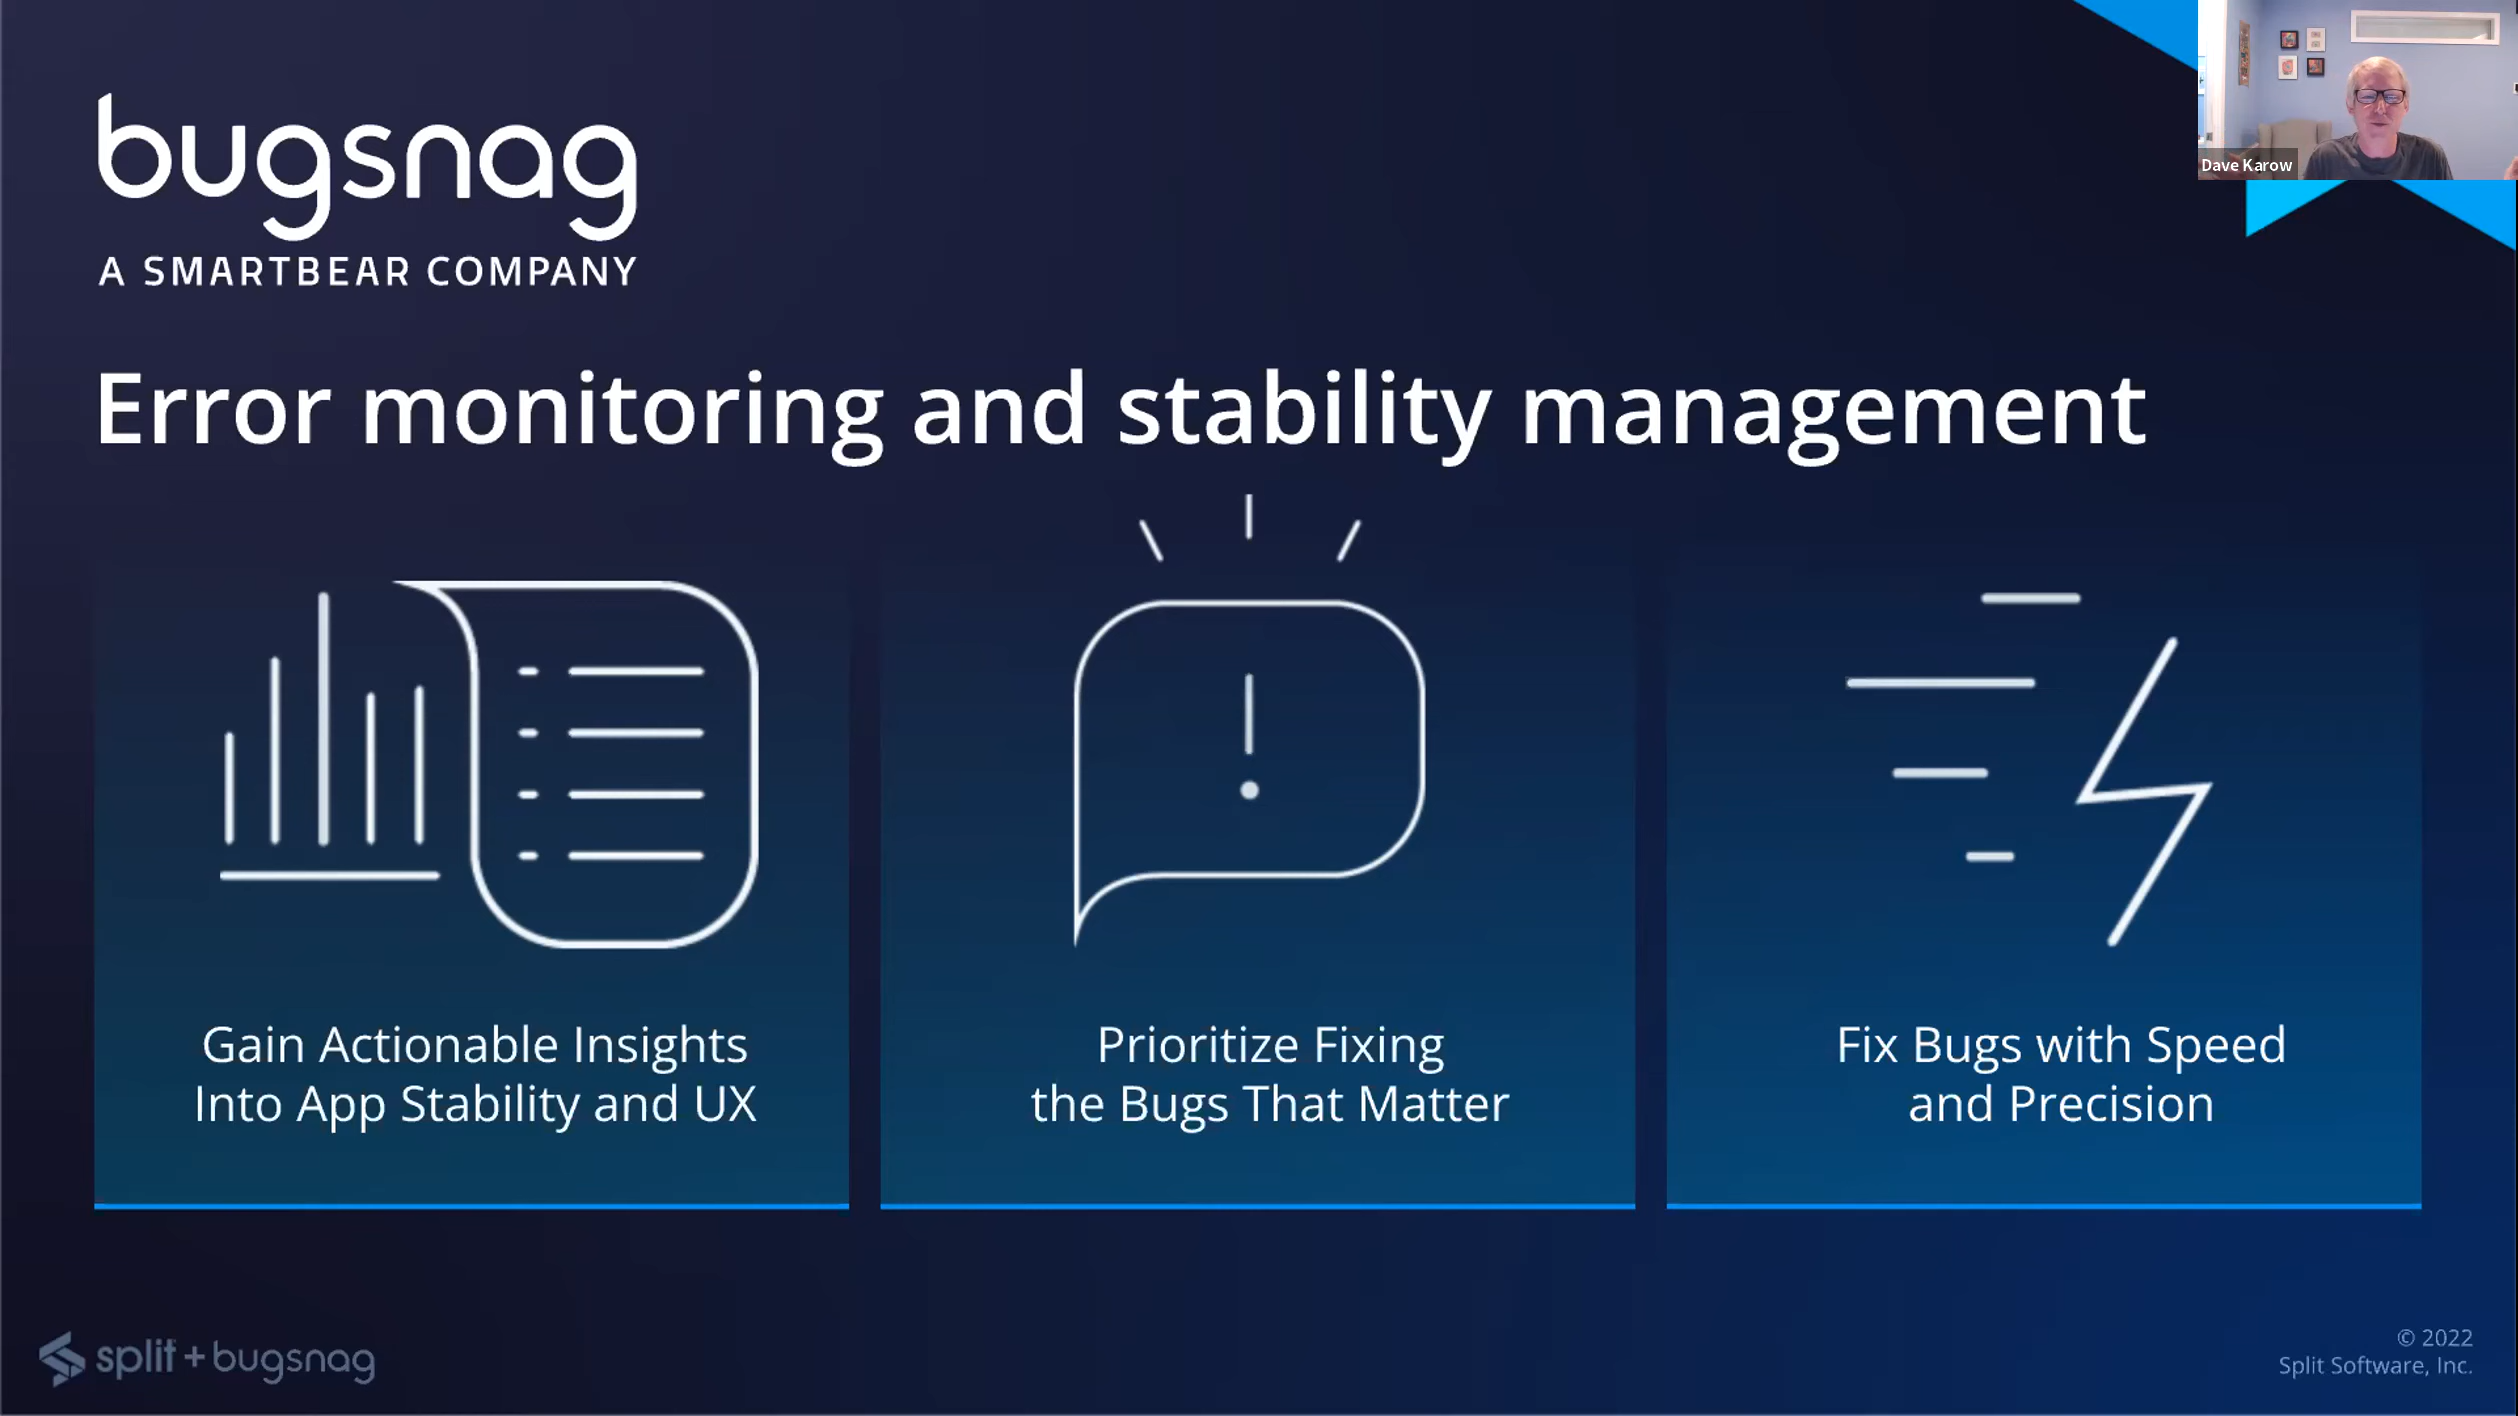 bugsnag
A SMARTBEAR COMPANY
Dave Karow
Error monitoring and stability management
Gain Actionable Insights
Into App Stability and UX
Prioritize Fixing
the Bugs That Matter
Fix Bugs with Speed
and Precision
split + bugsnag
© 2022
Split Software, Inc.